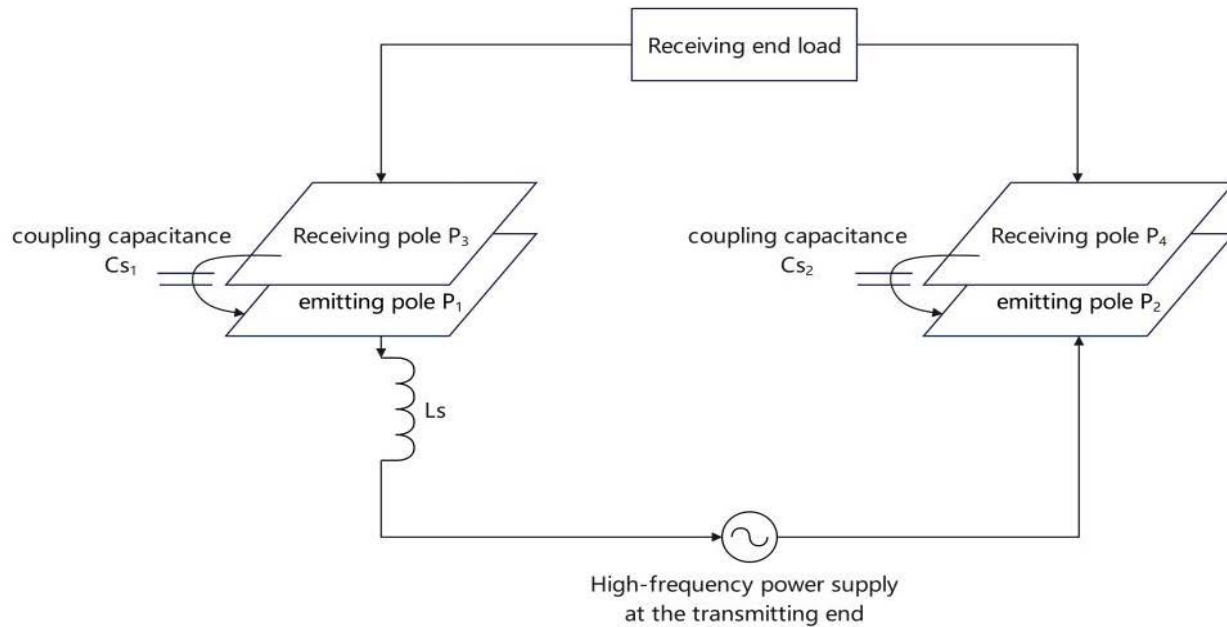 Receiving end load
coupling capacitance
Cs₁
Receiving pole P₃
emitting pole P₁
coupling capacitance
Cs₂
Receiving pole P₄
emitting pole P₂
Ls
High-frequency power supply
at the transmitting end